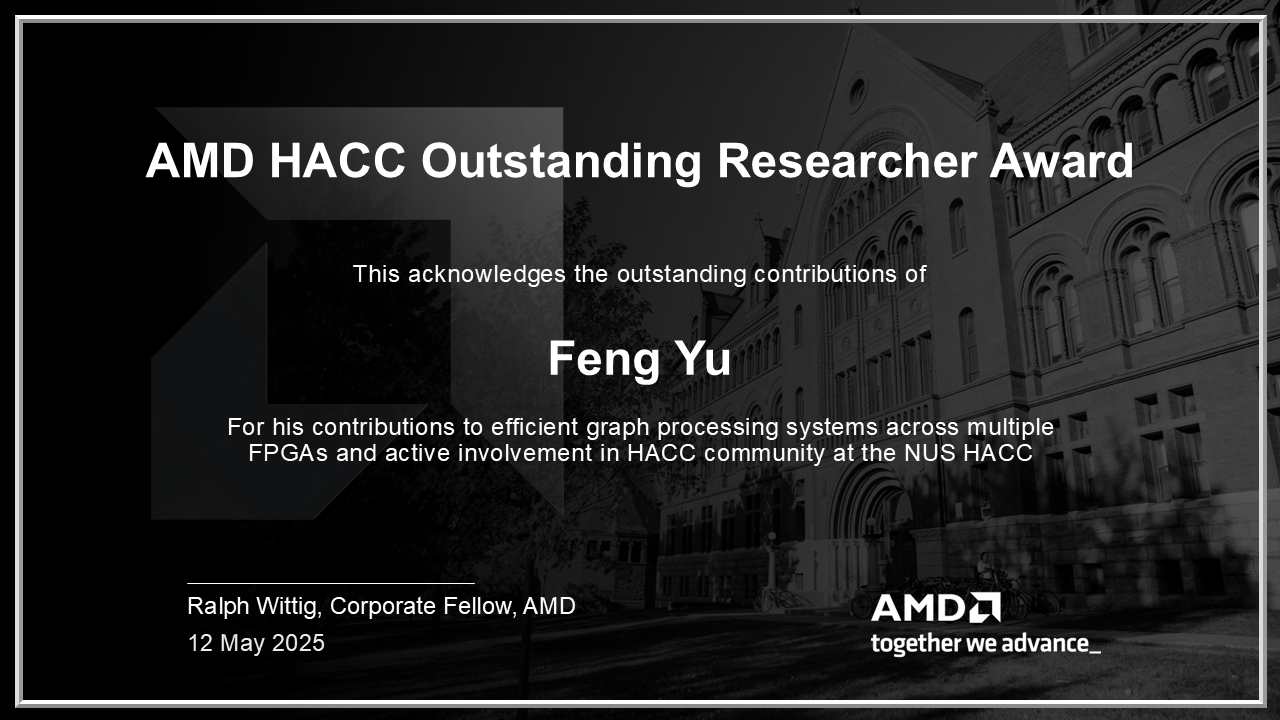 AMD HACC Outstanding Researcher Award
This acknowledges the outstanding contributions of
Feng Yu
For his contributions to efficient graph processing systems across multiple
FPGAs and active involvement in HACC community at the NUS HACC
Ralph Wittig, Corporate Fellow, AMD
12 May 2025
AMD
together we advance_